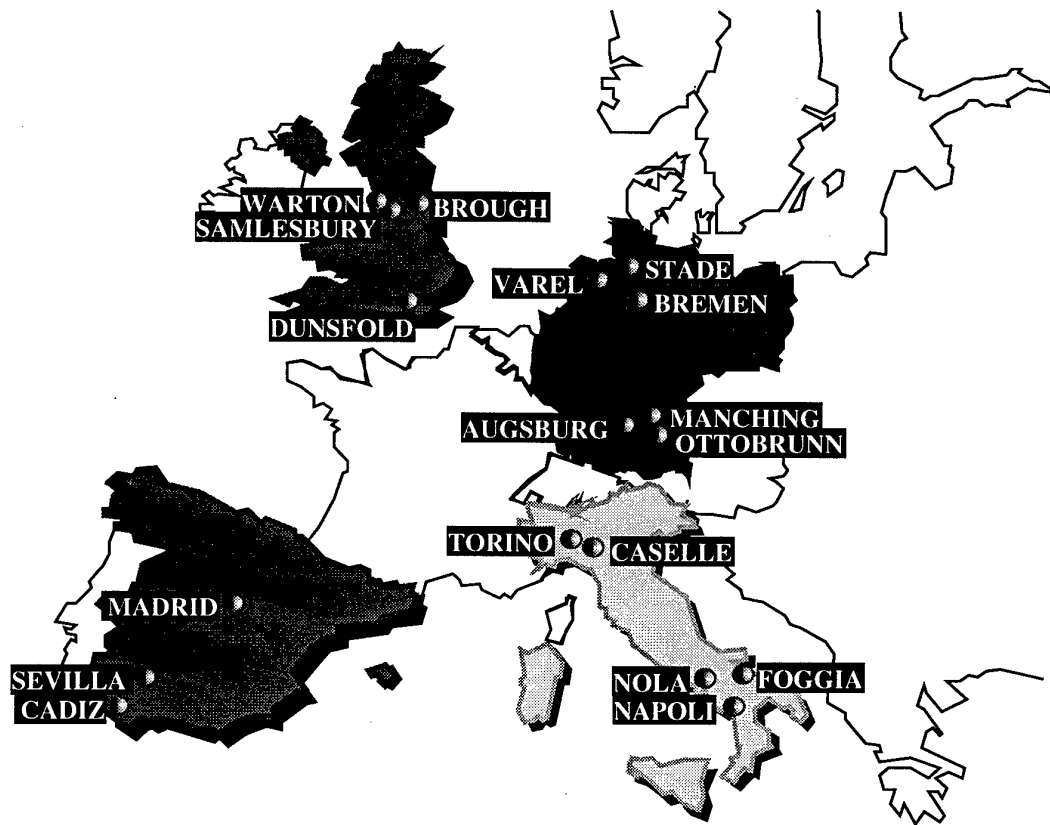 WARTON
BROUGH
SAMLESBURY
STADE
VAREL
BREMEN
DUNSFOLD
MANCHING
AUGSBURG
OTTOBRUNN
TORINO
CASELLE
MADRID
SEVILLA
NOLA
FOGGIA
CADIZ
NAPOLI